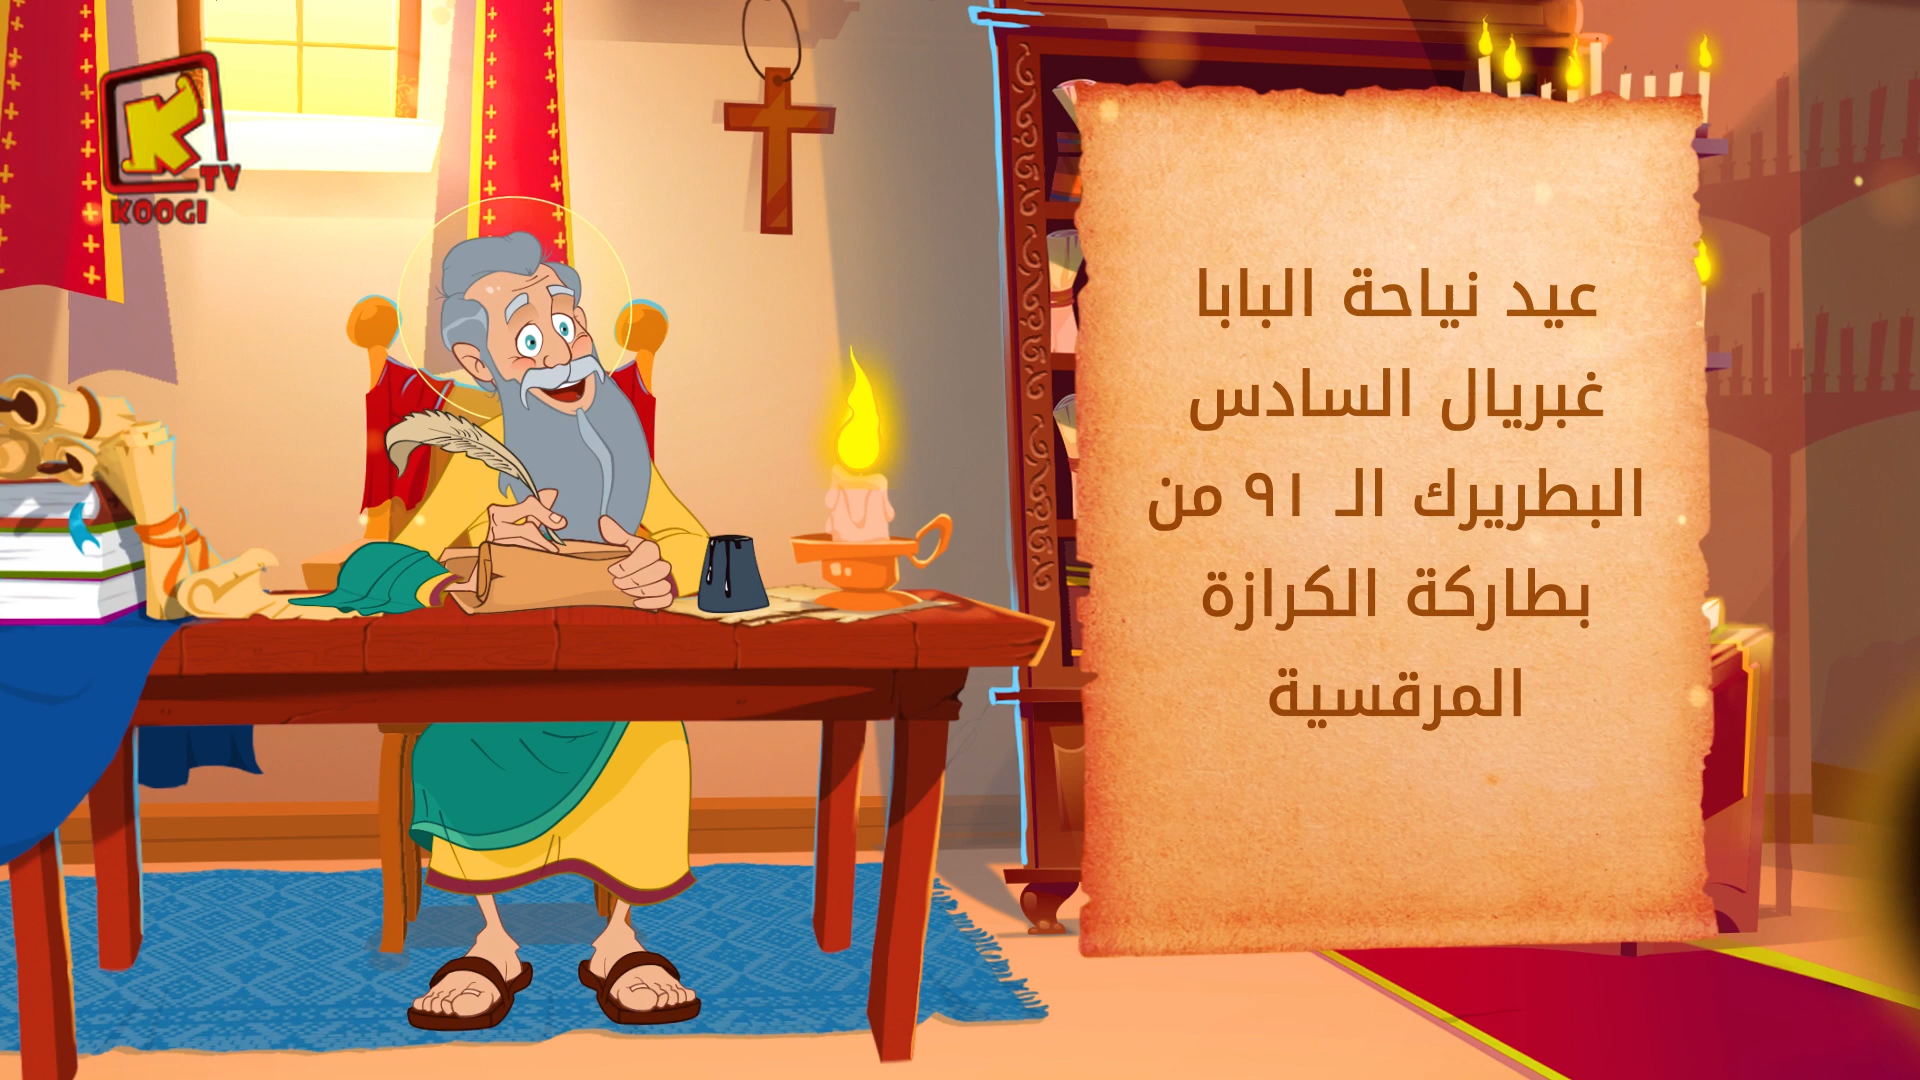 TV
KOOGI
عيد نياحة البابا
غبريال السادس
البطريرك الـ ٩١ من
بطاركة الكرازة
المرقسية